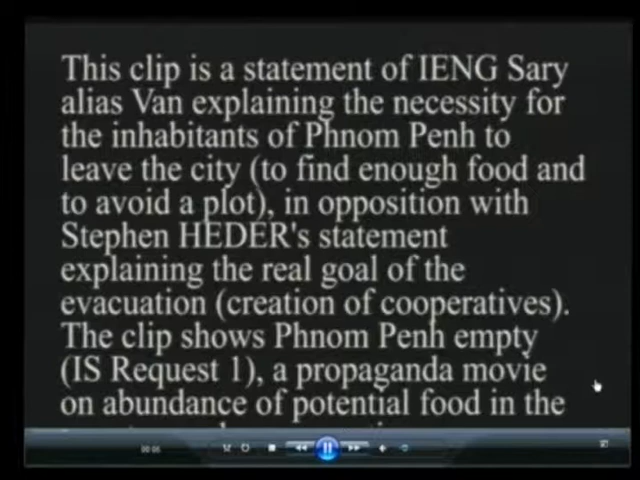 This clip is a statement of IENG Sary
alias Van explaining the necessity for
the inhabitants of Phnom Penh to
leave the city (to find enough food and
to avoid a plot), in opposition with
Stephen HEDER's statement
explaining the real goal of the
evacuation (creation of cooperatives).
The clip shows Phnom Penh empty
(IS Request 1), a propaganda movie
on abundance of potential food in the